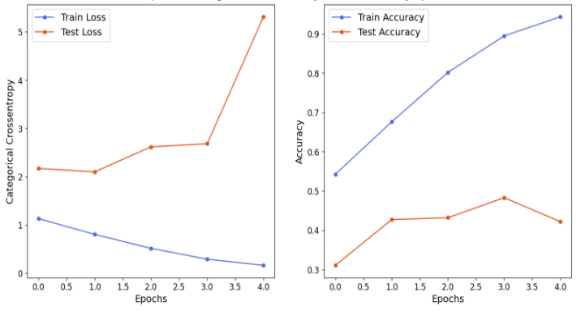 Train Loss
Test Loss
Categorical Crossentropy
5
4
3
2
1
0
0.0 0.5 1.0 1.5 2.0 2.5 3.0 3.5 4.0
Epochs
Train Accuracy
Test Accuracy
Accuracy
0.9
0.8
0.7
0.6
0.5
0.4
0.3
0.0 0.5 1.0 1.5 2.0 2.5 3.0 3.5 4.0
Epochs